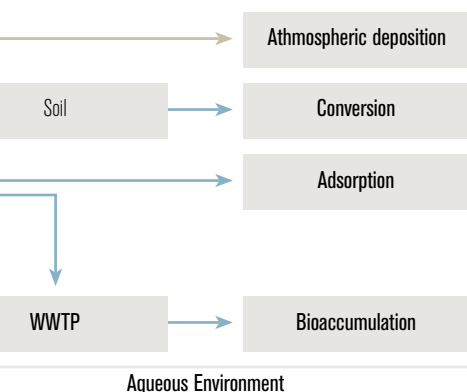 Athmospheric deposition
Soil
Conversion
Adsorption
WWTP
Bioaccumulation
Aqueous Environment